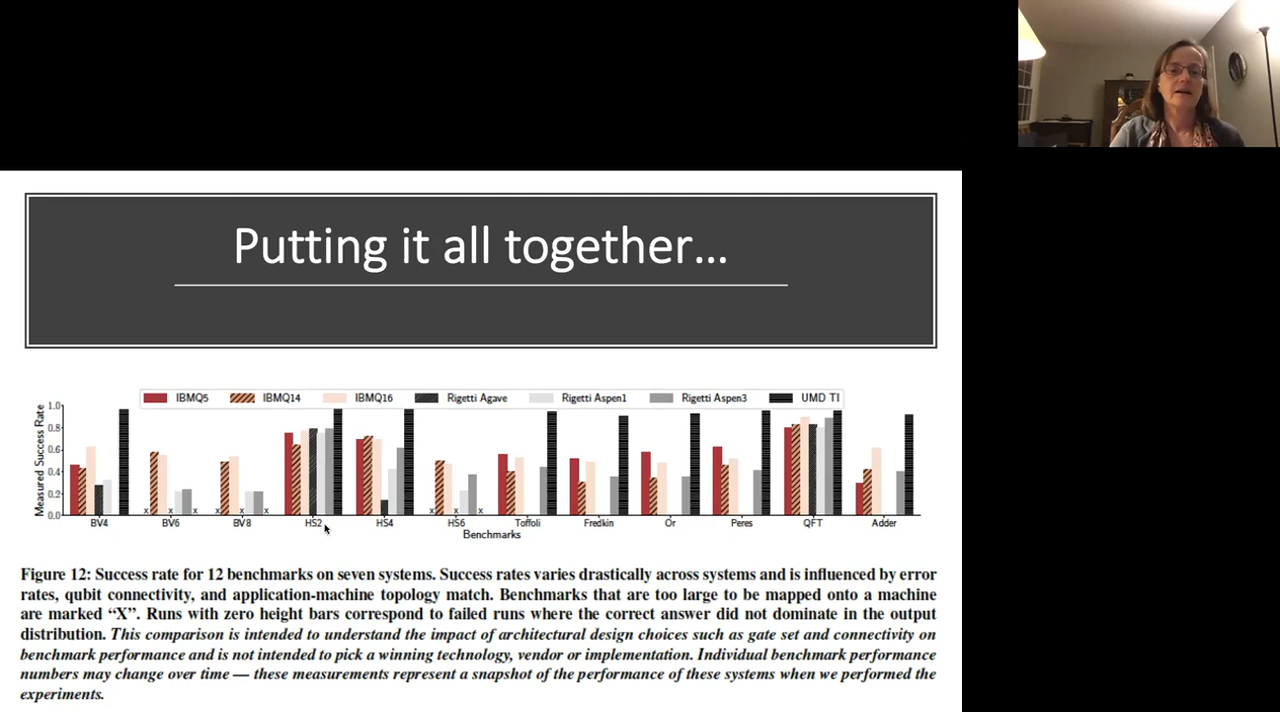 Putting it all together...
IBMQ5 IBMQ14 IBMQ16 Rigetti Agave Rigetti Aspen1 Rigetti Aspen3 UMD TI
Measured Success Rate
1.0
0.8
0.6
0.4
0.2
0.0
x x x x x x x x x
BV4 BV6 BV8 HS2 HS4 HS6 Toffoli Fredkin Or Peres QFT Adder
Benchmarks
Figure 12: Success rate for 12 benchmarks on seven systems. Success rates varies drastically across systems and is influenced by error
rates, qubit connectivity, and application-machine topology match. Benchmarks that are too large to be mapped onto a machine
are marked “X”. Runs with zero height bars correspond to failed runs where the correct answer did not dominate in the output
distribution. This comparison is intended to understand the impact of architectural design choices such as gate set and connectivity on
benchmark performance and is not intended to pick a winning technology, vendor or implementation. Individual benchmark performance
numbers may change over time — these measurements represent a snapshot of the performance of these systems when we performed the
experiments.